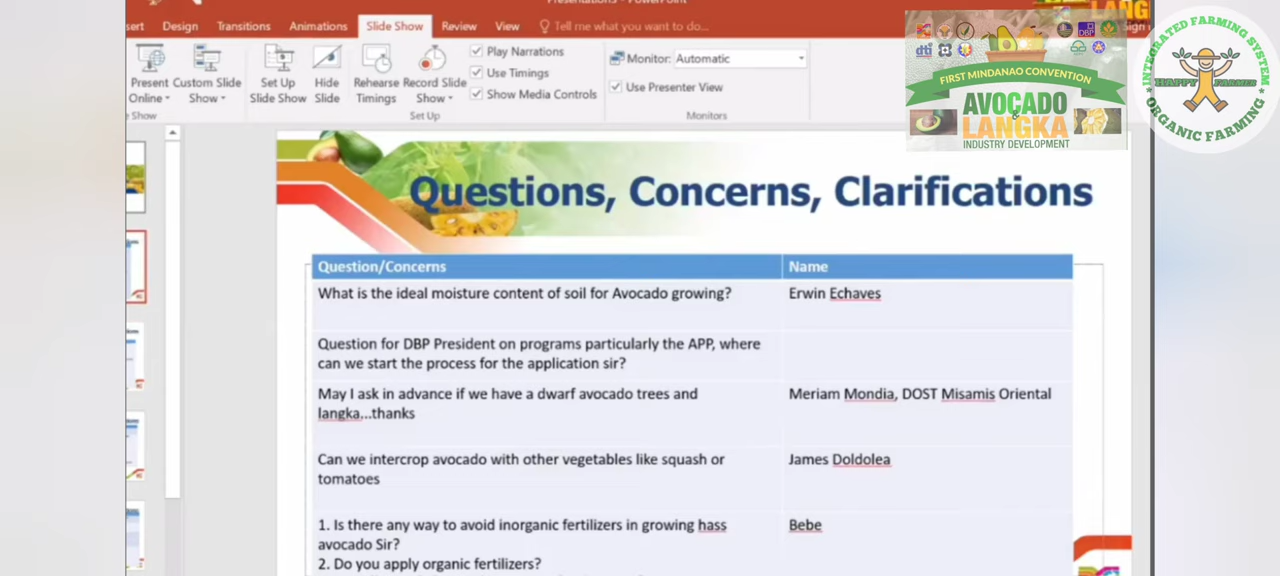 sert Design Transitions Animations Slide Show Review View Tell me what you want to do...
Present Online
Custom Slide Show
Set Up Slide Show
Hide Slide
Rehearse Timings
Record Slide Show
Play Narrations
Use Timings
Show Media Controls
Monitor: Automatic
Use Presenter View
e Show
Set Up
Monitors
dti
DBP
FIRST MINDANAO CONVENTION
AVOCADO
&
LANGKA
INDUSTRY DEVELOPMENT
INTEGRATED FARMING SYSTEM
HAPPY FARMER
ORGANIC FARMING
Questions, Concerns, Clarifications
Question/Concerns Name
What is the ideal moisture content of soil for Avocado growing? Erwin Echaves
Question for DBP President on programs particularly the APP, where
can we start the process for the application sir?
May I ask in advance if we have a dwarf avocado trees and Meriam Mondia, DOST Misamis Oriental
langka...thanks
Can we intercrop avocado with other vegetables like squash or James Doldolea
tomatoes
1. Is there any way to avoid inorganic fertilizers in growing hass Bebe
avocado Sir?
2. Do you apply organic fertilizers?